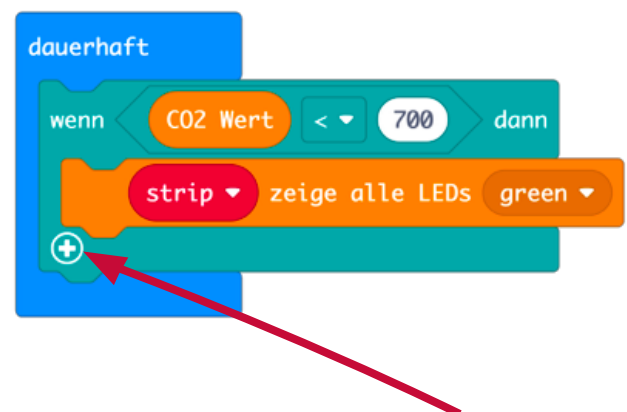 dauerhaft
wenn CO2 Wert < 700 dann
strip zeige alle LEDs green